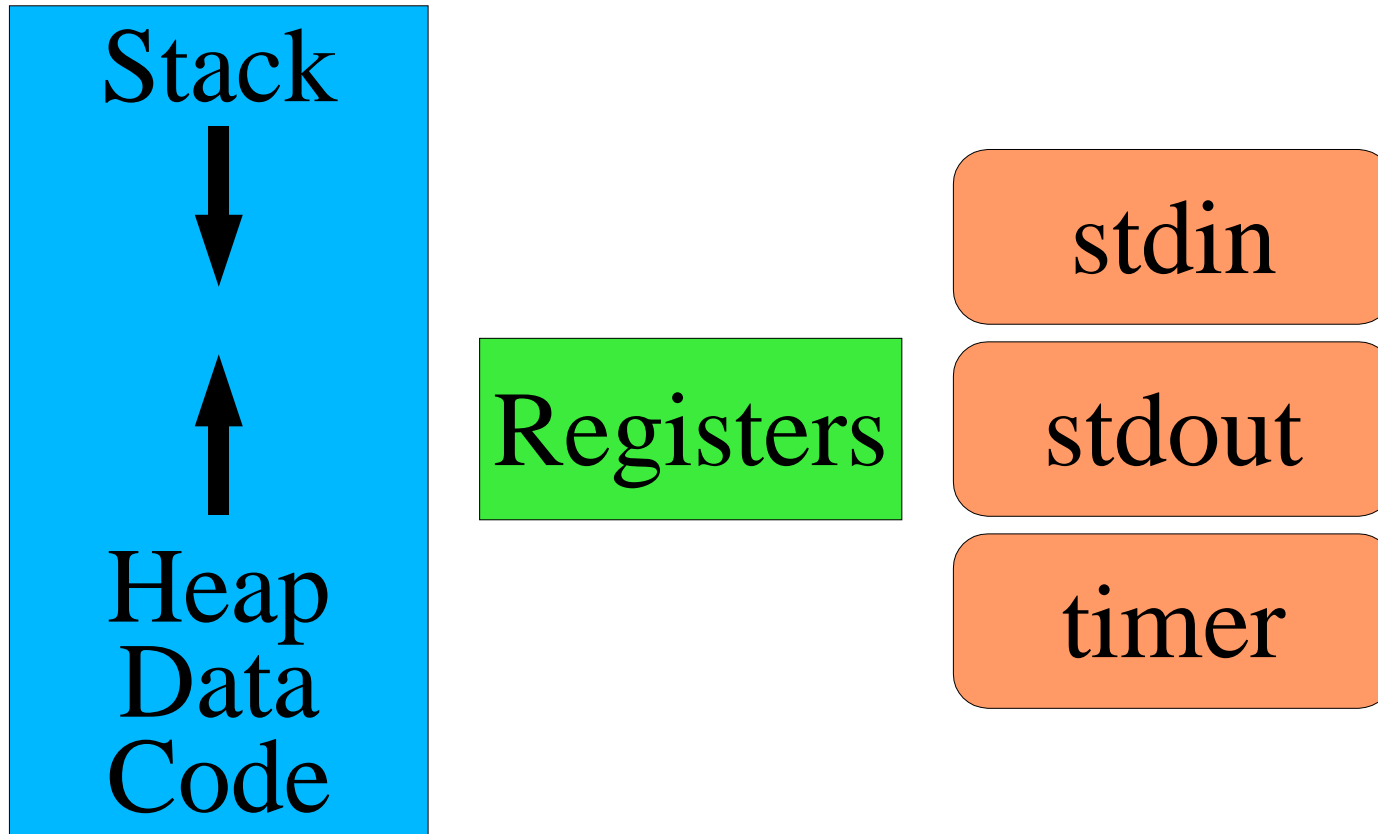 Stack
Heap
Data
Code
Registers
stdin
stdout
timer